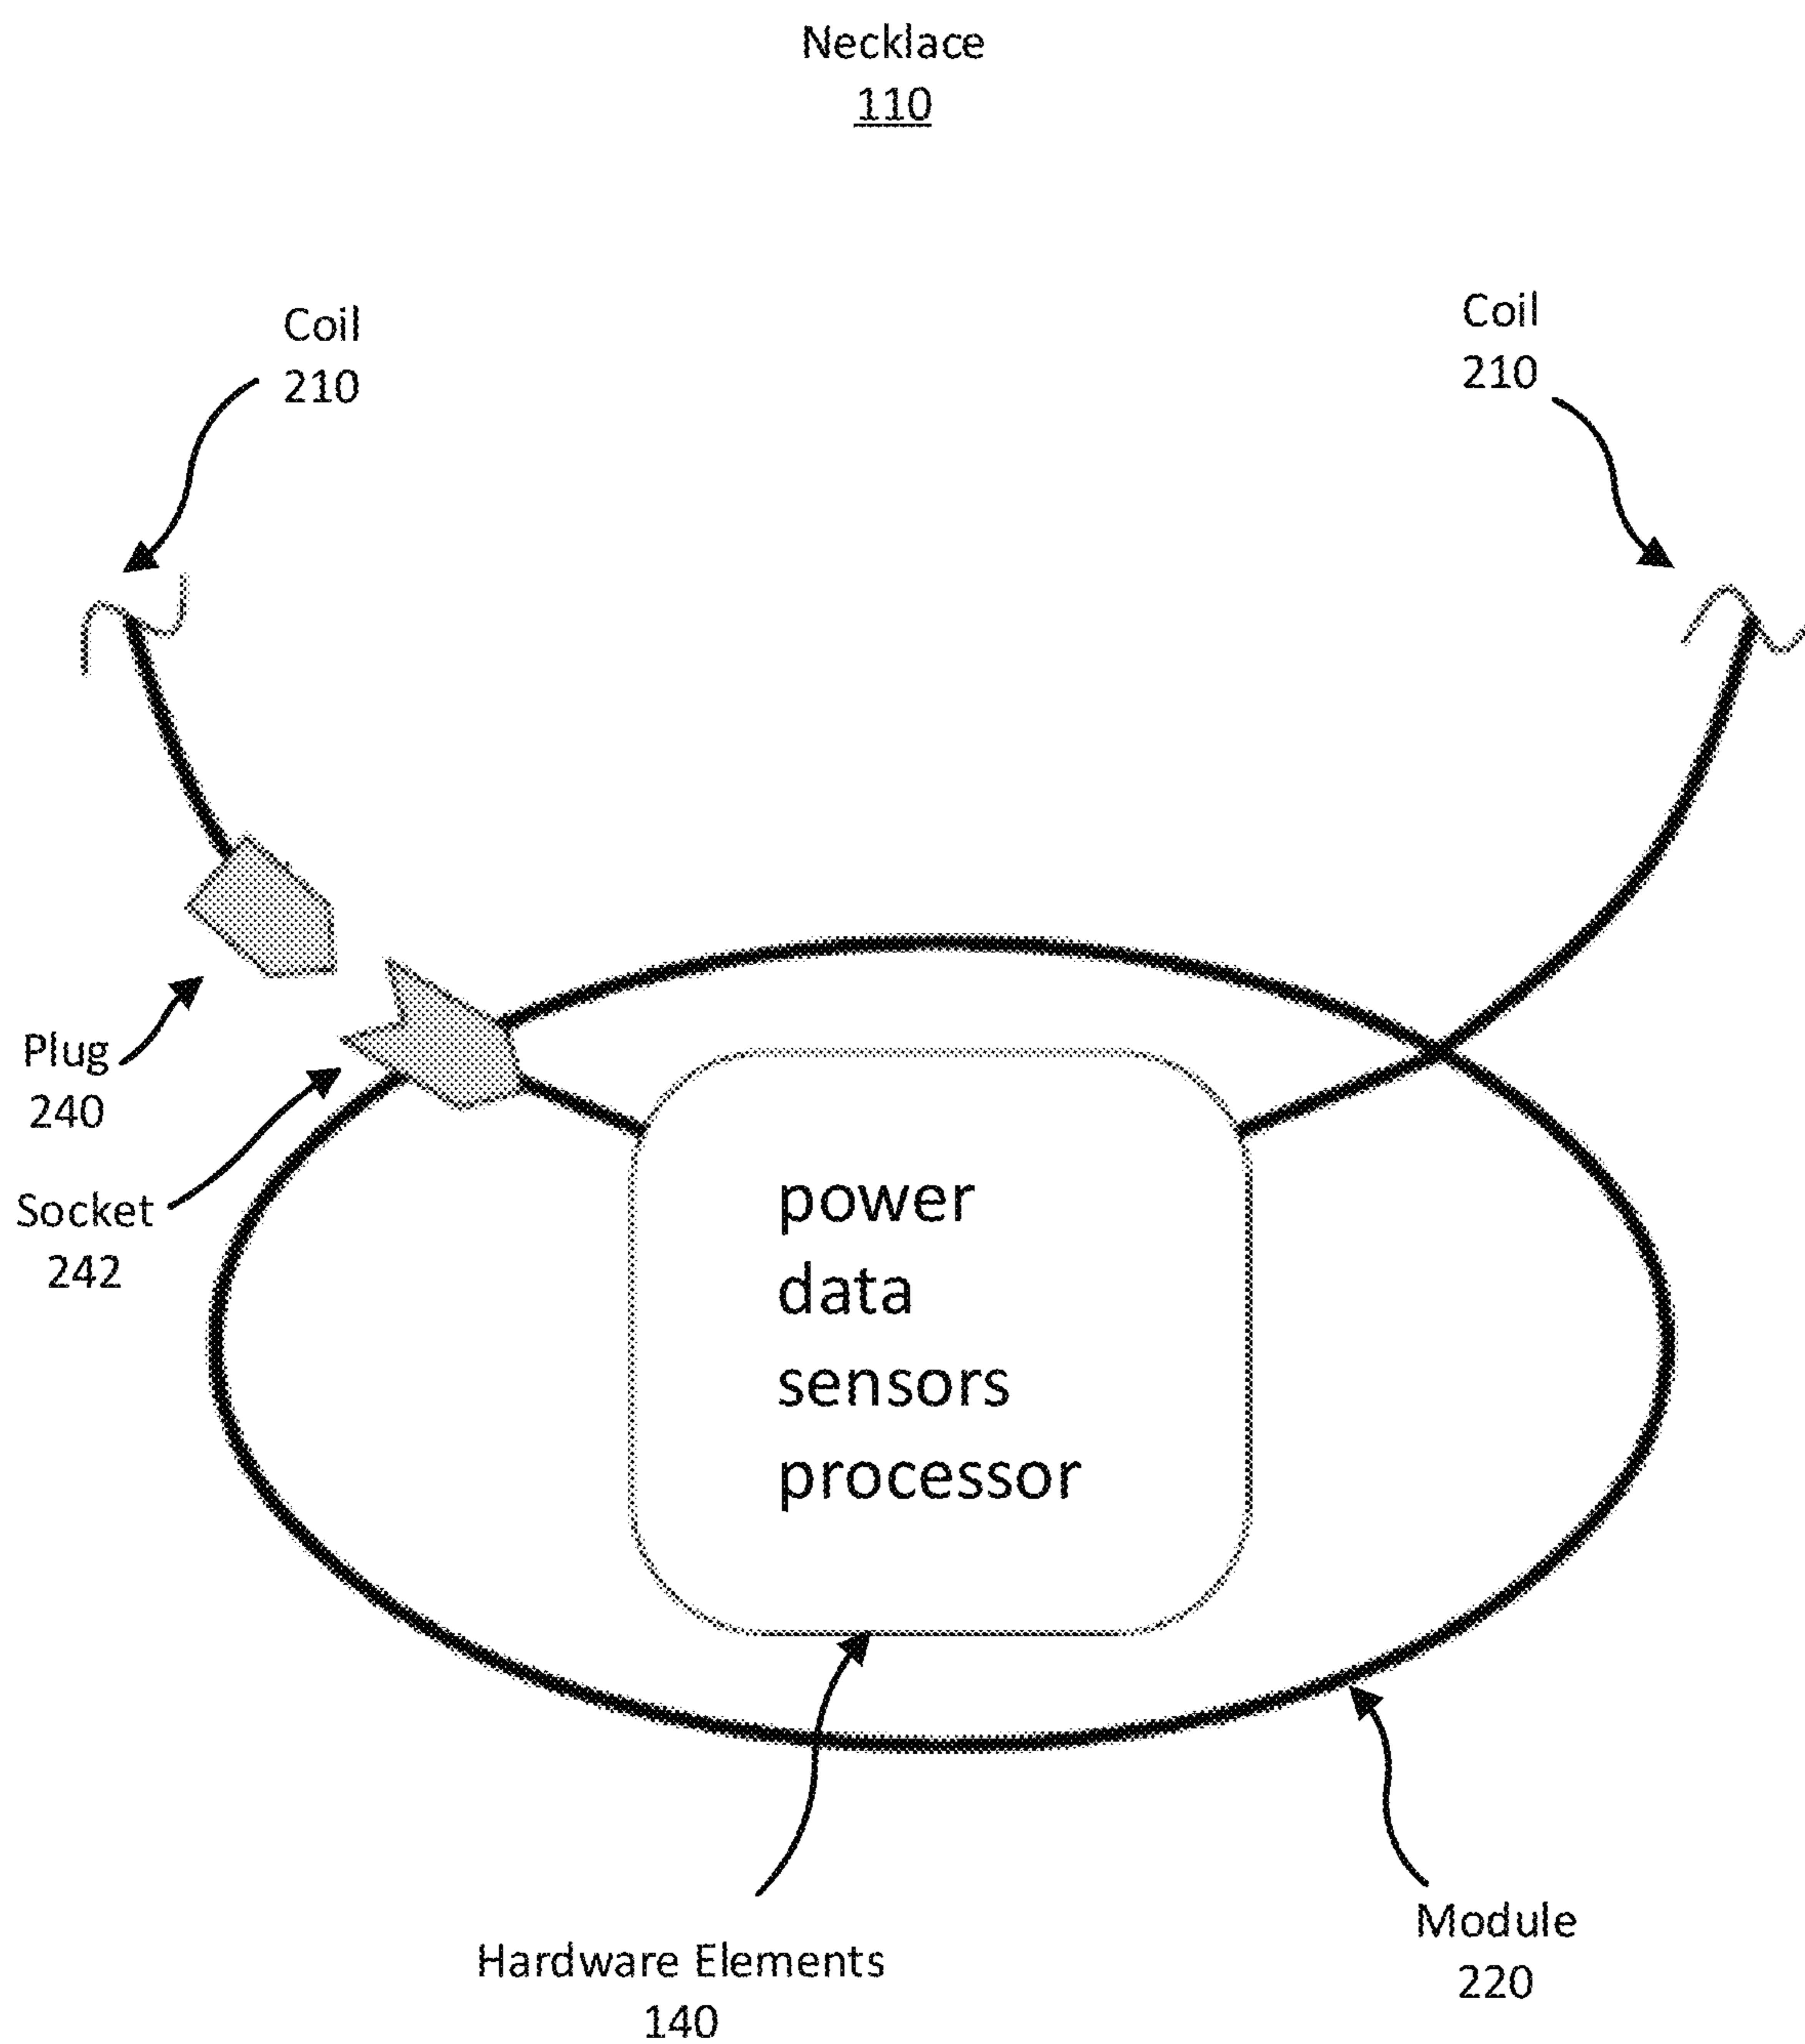 Necklace
110
Coil
210
Coil
210
Plug
240
Socket
242
power
data
sensors
processor
Hardware Elements
140
Module
220